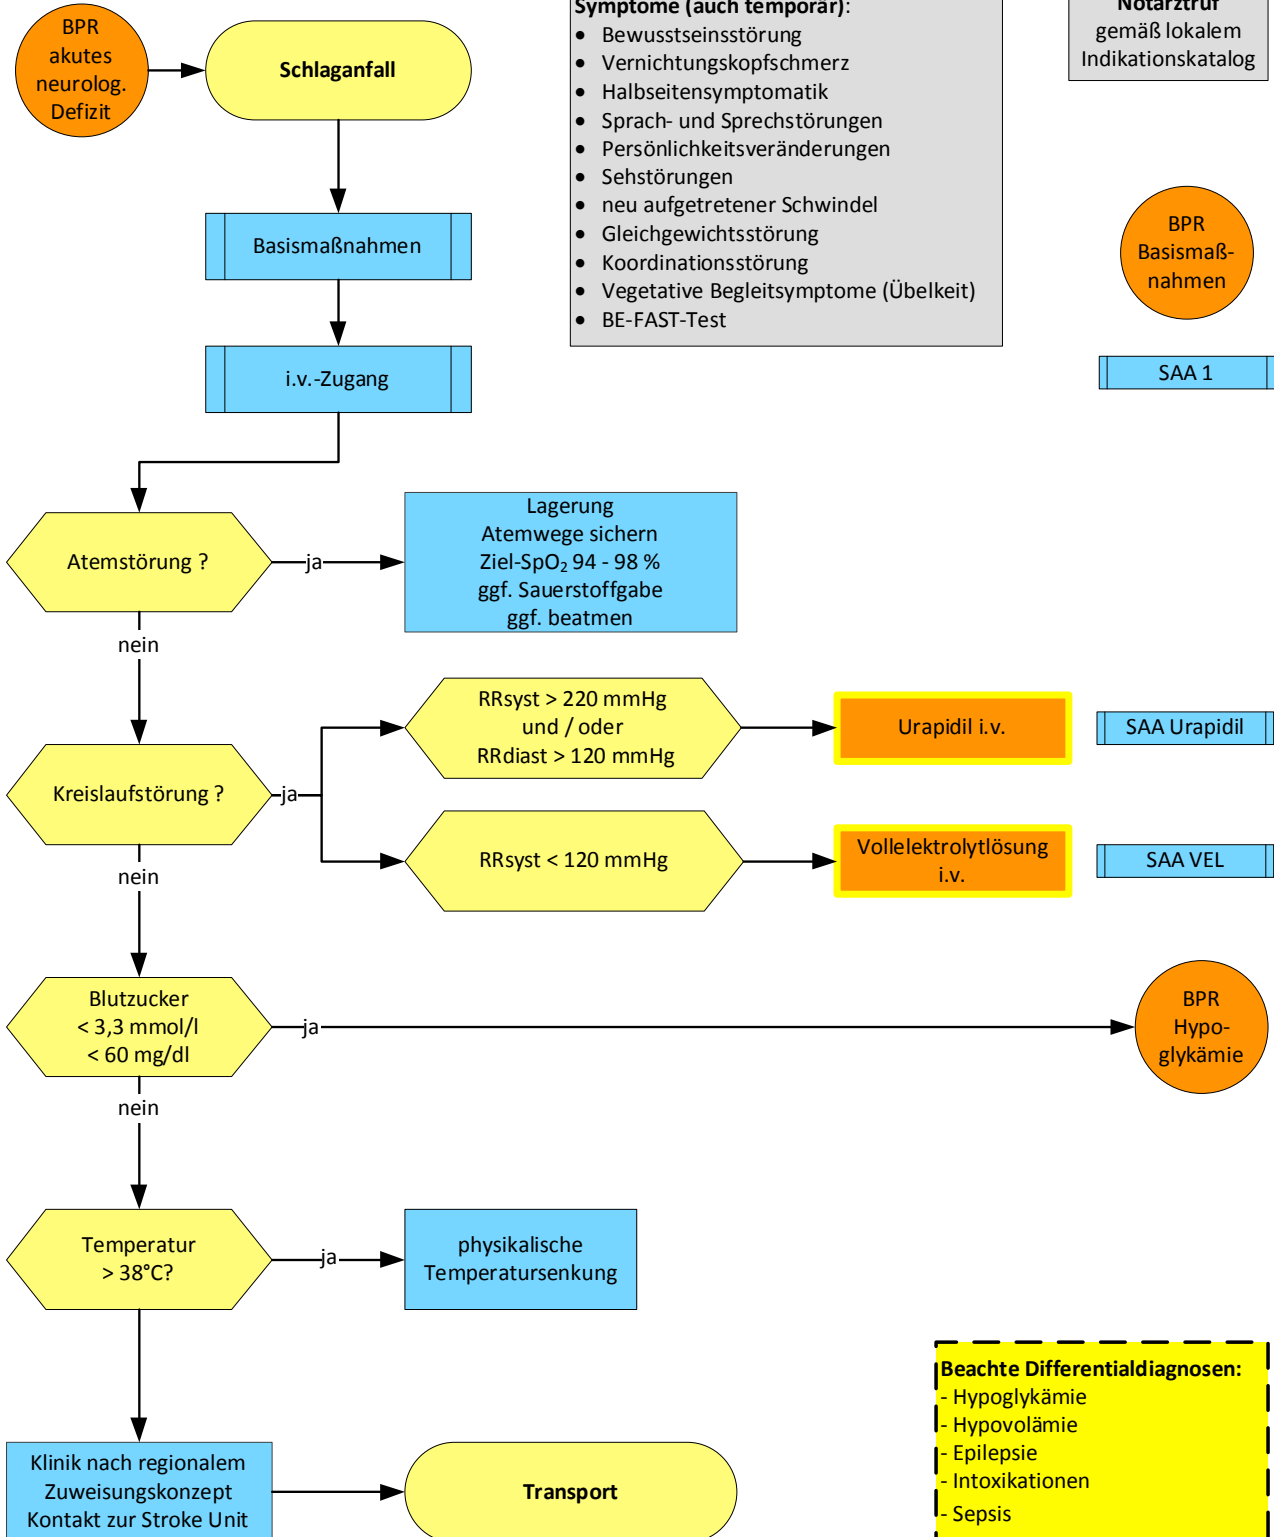 BPR
akutes
neurolog.
Defizit
Schlaganfall
Symptome (auch temporär):
• Bewusstseinsstörung
• Vernichtungskopfschmerz
• Halbseitensymptomatik
• Sprach- und Sprechstörungen
• Persönlichkeitsveränderungen
• Sehstörungen
• neu aufgetretener Schwindel
• Gleichgewichtsstörung
• Koordinationsstörung
• Vegetative Begleitsymptome (Übelkeit)
• BE-FAST-Test
Notarztruf
gemäß lokalem
Indikationskatalog
Basismaßnahmen
BPR
Basismaß-
nahmen
i.v.-Zugang
SAA 1
Atemstörung ?
ja
Lagerung
Atemwege sichern
Ziel-SpO₂ 94 - 98 %
ggf. Sauerstoffgabe
ggf. beatmen
nein
Kreislaufstörung ?
ja
RRsyst > 220 mmHg
und / oder
RRdiast > 120 mmHg
Urapidil i.v.
SAA Urapidil
RRsyst < 120 mmHg
Vollelektrolytlösung
i.v.
SAA VEL
nein
Blutzucker
< 3,3 mmol/l
< 60 mg/dl
ja
BPR
Hypo-
glykämie
nein
Temperatur
> 38°C?
ja
physikalische
Temperatursenkung
Klinik nach regionalem
Zuweisungskonzept
Kontakt zur Stroke Unit
Transport
Beachte Differentialdiagnosen:
- Hypoglykämie
- Hypovolämie
- Epilepsie
- Intoxikationen
- Sepsis